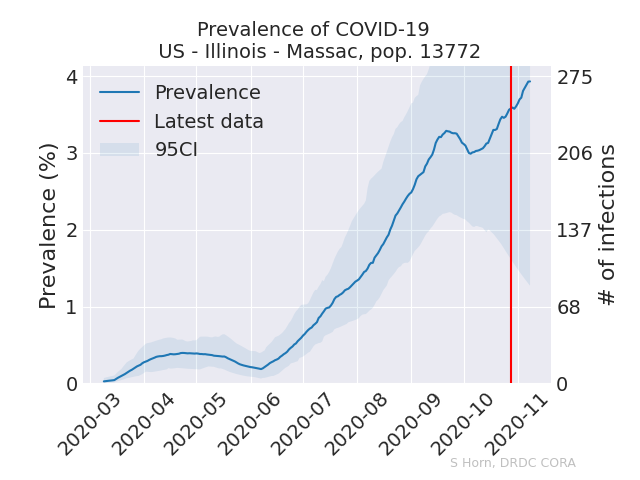 Prevalence of COVID-19
US - Illinois - Massac, pop. 13772
Prevalence
Latest data
95CI
Prevalence (%)
4
3
2
1
0
# of infections
275
206
137
68
0
2020-03
2020-04
2020-05
2020-06
2020-07
2020-08
2020-09
2020-10
2020-11
S Horn, DRDC CORA